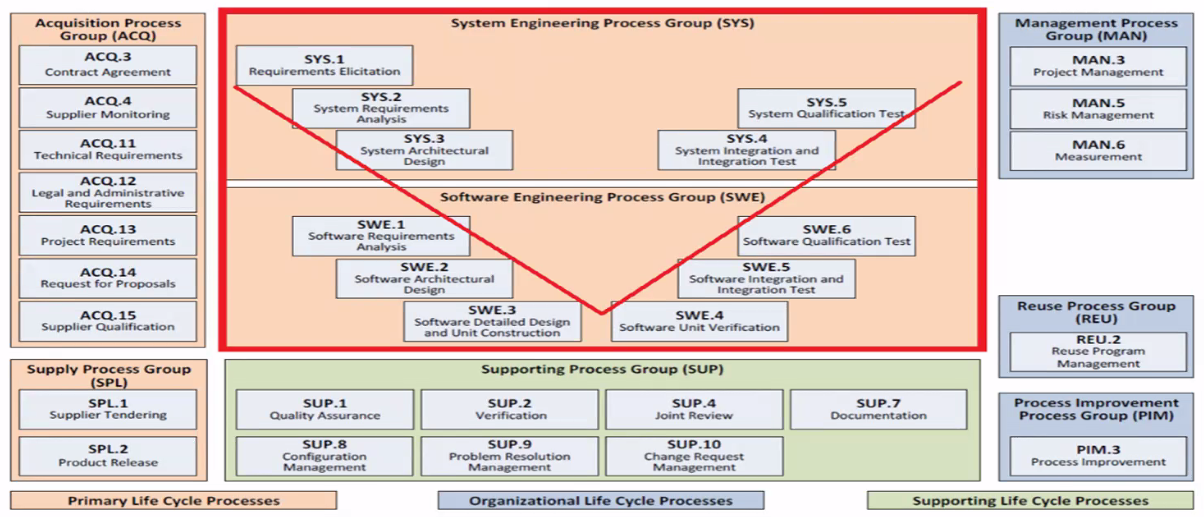 Acquisition Process
Group (ACQ)
ACQ.3
Contract Agreement
ACQ.4
Supplier Monitoring
ACQ.11
Technical Requirements
ACQ.12
Legal and Administrative
Requirements
ACQ.13
Project Requirements
ACQ.14
Request for Proposals
ACQ.15
Supplier Qualification
Supply Process Group
(SPL)
SPL.1
Supplier Tendering
SPL.2
Product Release
System Engineering Process Group (SYS)
SYS.1
Requirements Elicitation
SYS.2
System Requirements
Analysis
SYS.3
System Architectural
Design
SYS.5
System Qualification Test
SYS.4
System Integration and
Integration Test
Software Engineering Process Group (SWE)
SWE.1
Software Requirements
Analysis
SWE.2
Software Architectural
Design
SWE.3
Software Detailed Design
and Unit Construction
SWE.6
Software Qualification Test
SWE.5
Software Integration and
Integration Test
SWE.4
Software Unit Verification
Supporting Process Group (SUP)
SUP.1
Quality Assurance
SUP.2
Verification
SUP.4
Joint Review
SUP.7
Documentation
SUP.8
Configuration
Management
SUP.9
Problem Resolution
Management
SUP.10
Change Request
Management
Management Process
Group (MAN)
MAN.3
Project Management
MAN.5
Risk Management
MAN.6
Measurement
Reuse Process Group
(REU)
REU.2
Reuse Program
Management
Process Improvement
Process Group (PIM)
PIM.3
Process Improvement
Primary Life Cycle Processes
Organizational Life Cycle Processes
Supporting Life Cycle Processes